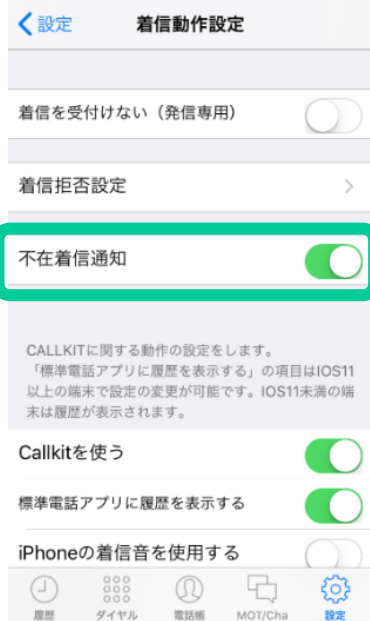 設定 着信動作設定
着信を受付けない（発信専用）
着信拒否設定
不在着信通知
CALLKITに関する動作の設定をします。
「標準電話アプリに履歴を表示する」の項目はIOS11
以上の端末で設定の変更が可能です。IOS11未満の端
末は履歴が表示されます。
Callkitを使う
標準電話アプリに履歴を表示する
iPhoneの着信音を使用する
履歴 ダイヤル 電話帳 MOT/Cha 設定